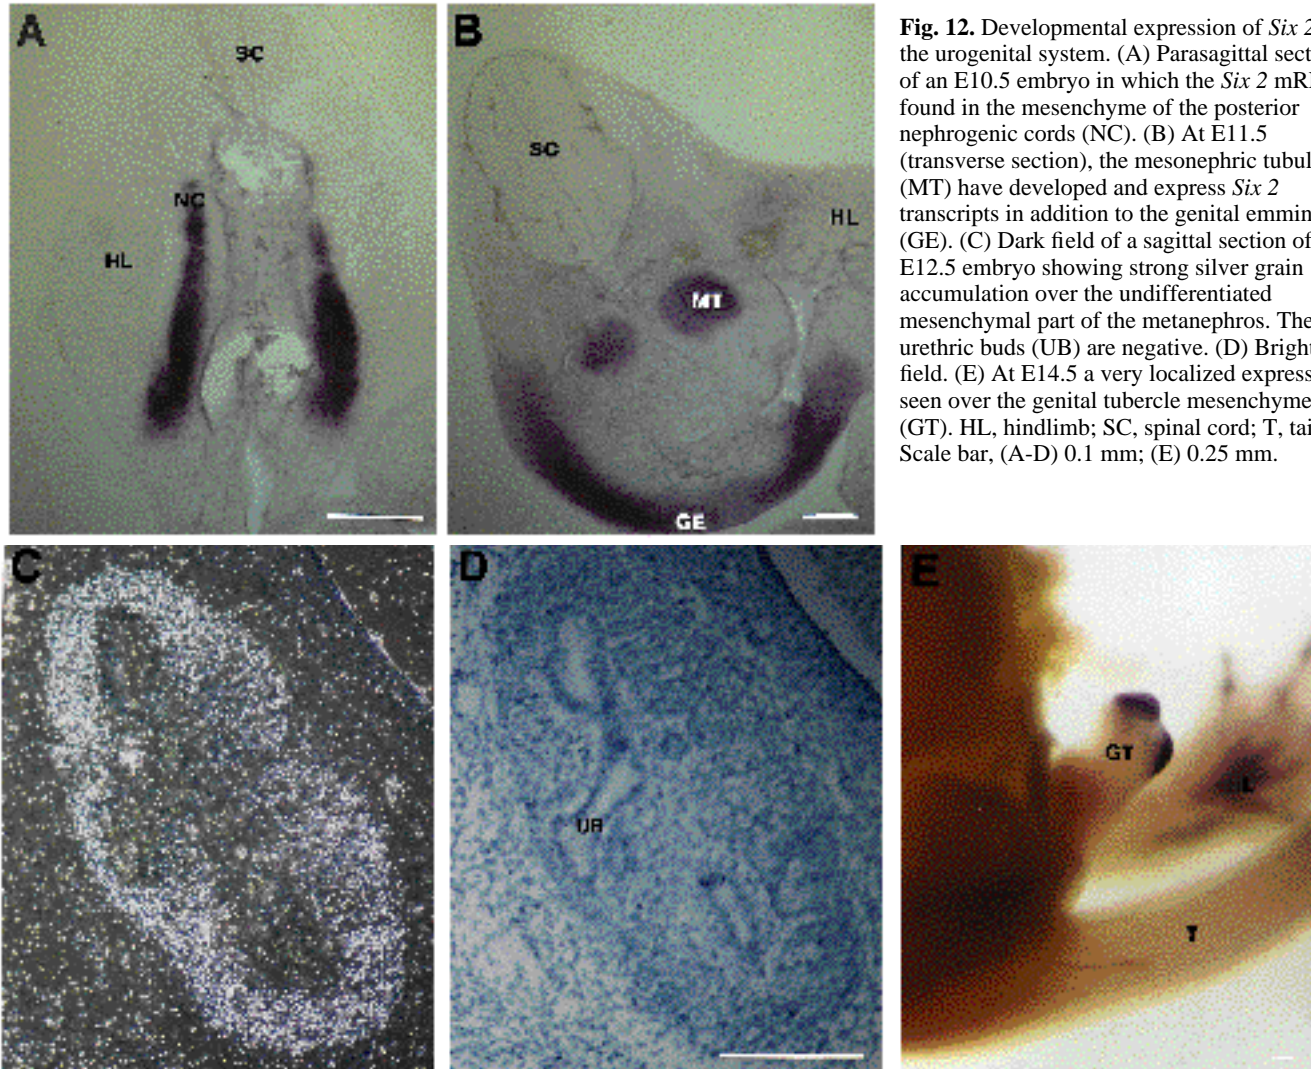 A
SC
NC
HL
B
SC
HL
MT
GE
Fig. 12. Developmental expression of Six 2
the urogenital system. (A) Parasagittal sect
of an E10.5 embryo in which the Six 2 mR
found in the mesenchyme of the posterior
nephrogenic cords (NC). (B) At E11.5
(transverse section), the mesonephric tubul
(MT) have developed and express Six 2
transcripts in addition to the genital emmin
(GE). (C) Dark field of a sagittal section of
E12.5 embryo showing strong silver grain
accumulation over the undifferentiated
mesenchymal part of the metanephros. The
urethric buds (UB) are negative. (D) Bright
field. (E) At E14.5 a very localized express
seen over the genital tubercle mesenchyme
(GT). HL, hindlimb; SC, spinal cord; T, tai
Scale bar, (A-D) 0.1 mm; (E) 0.25 mm.
C
D
UB
E
GT
HL
T